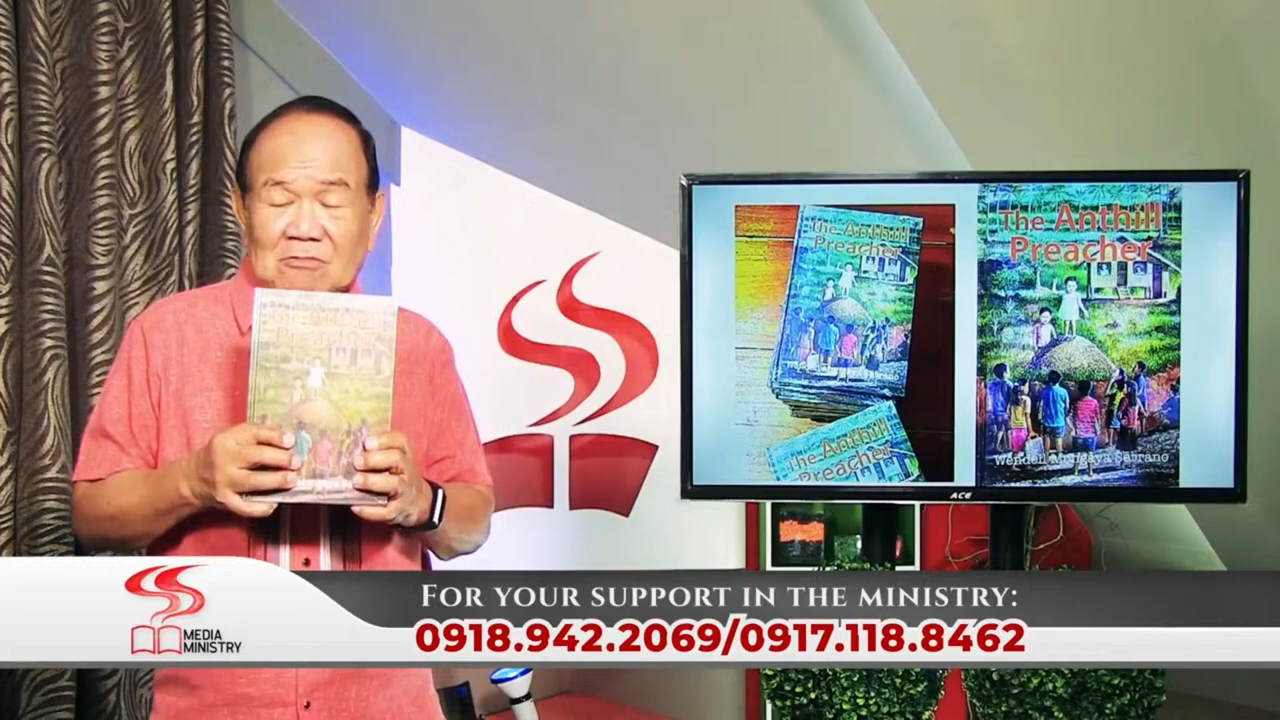 The Anthill
Preacher
The Anthill
Preacher
The Anthill
Preacher
ACE
MEDIA
MINISTRY
FOR YOUR SUPPORT IN THE MINISTRY:
0918.942.2069/0917.118.8462